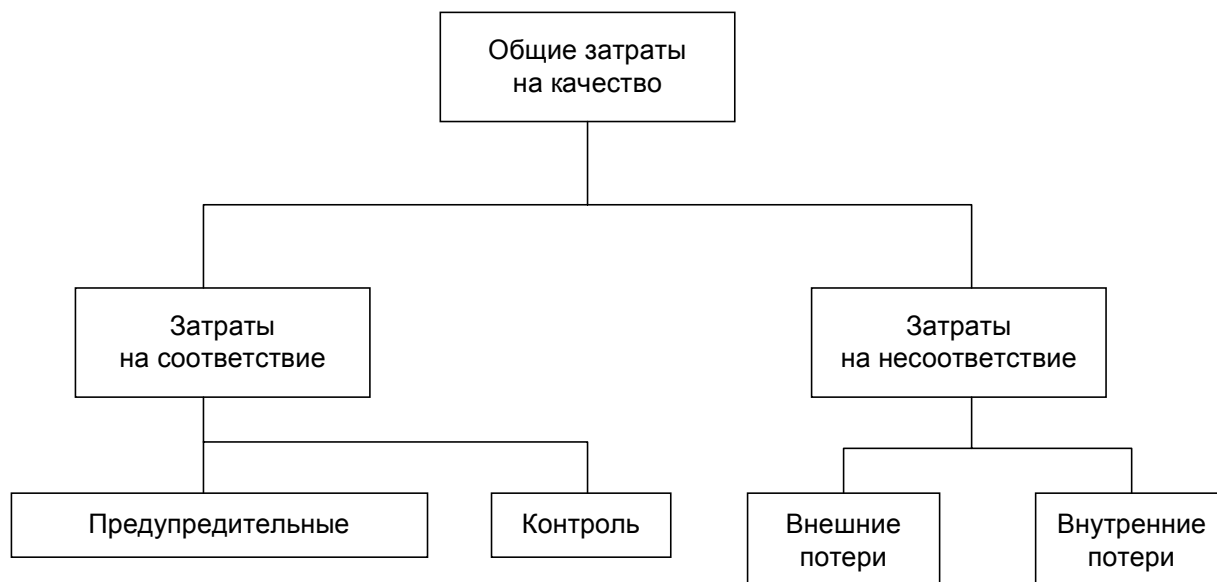 Общие затраты
на качество
Затраты
на соответствие
Затраты
на несоответствие
Предупредительные
Контроль
Внешние
потери
Внутренние
потери